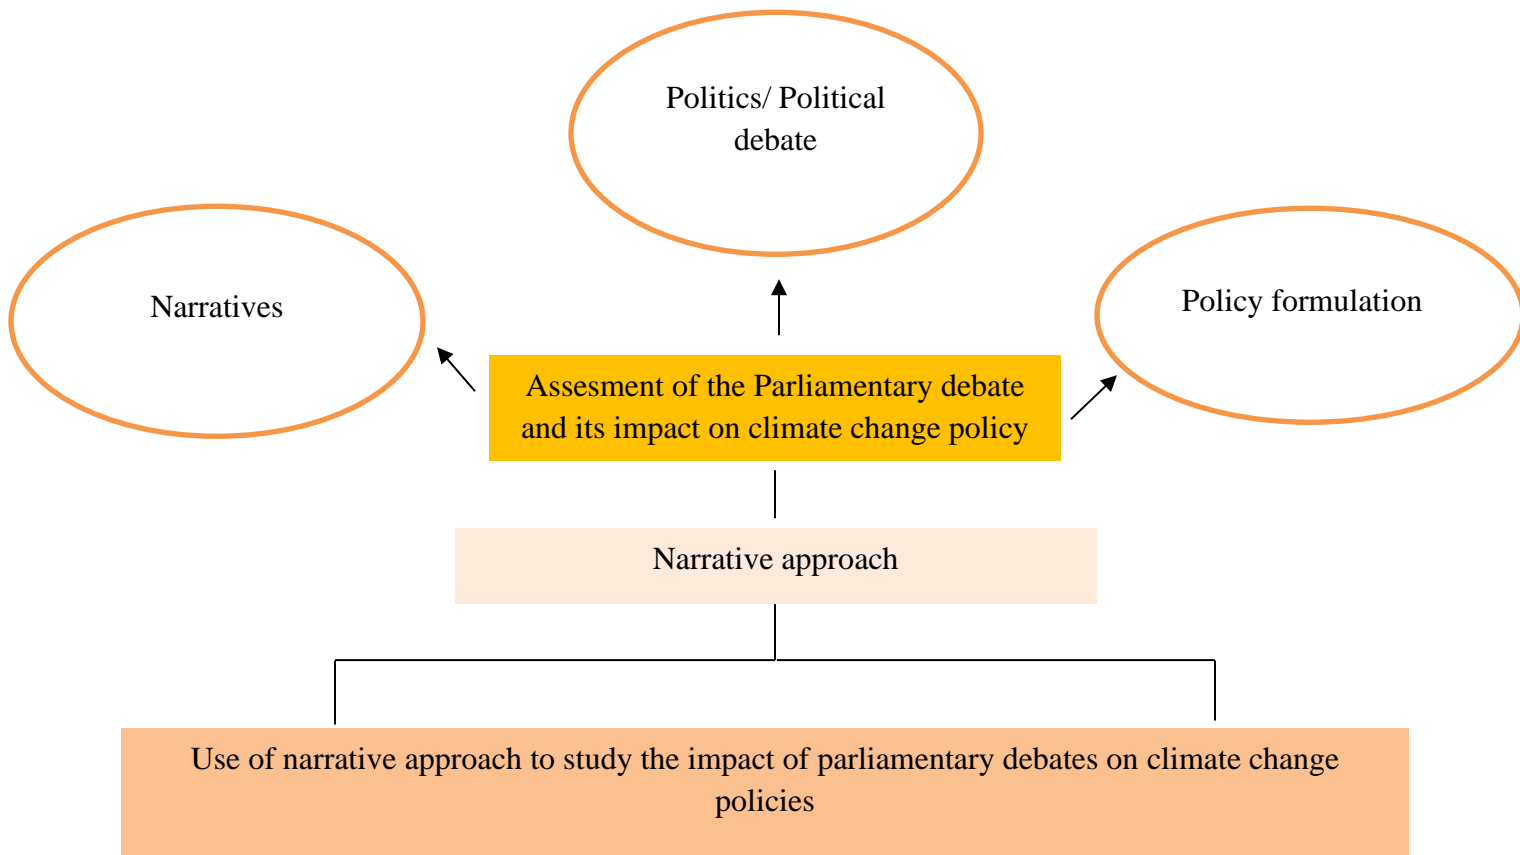 Politics/ Political
debate
Narratives
Policy formulation
Assesment of the Parliamentary debate
and its impact on climate change policy
Narrative approach
Use of narrative approach to study the impact of parliamentary debates on climate change
policies